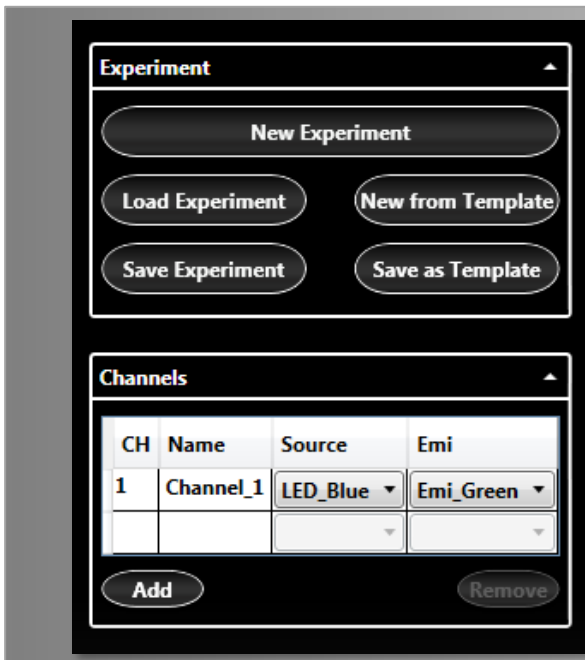 Experiment
New Experiment
Load Experiment New from Template
Save Experiment Save as Template
Channels
CH Name Source Emi
1 Channel_1 LED_Blue Emi_Green
Add Remove